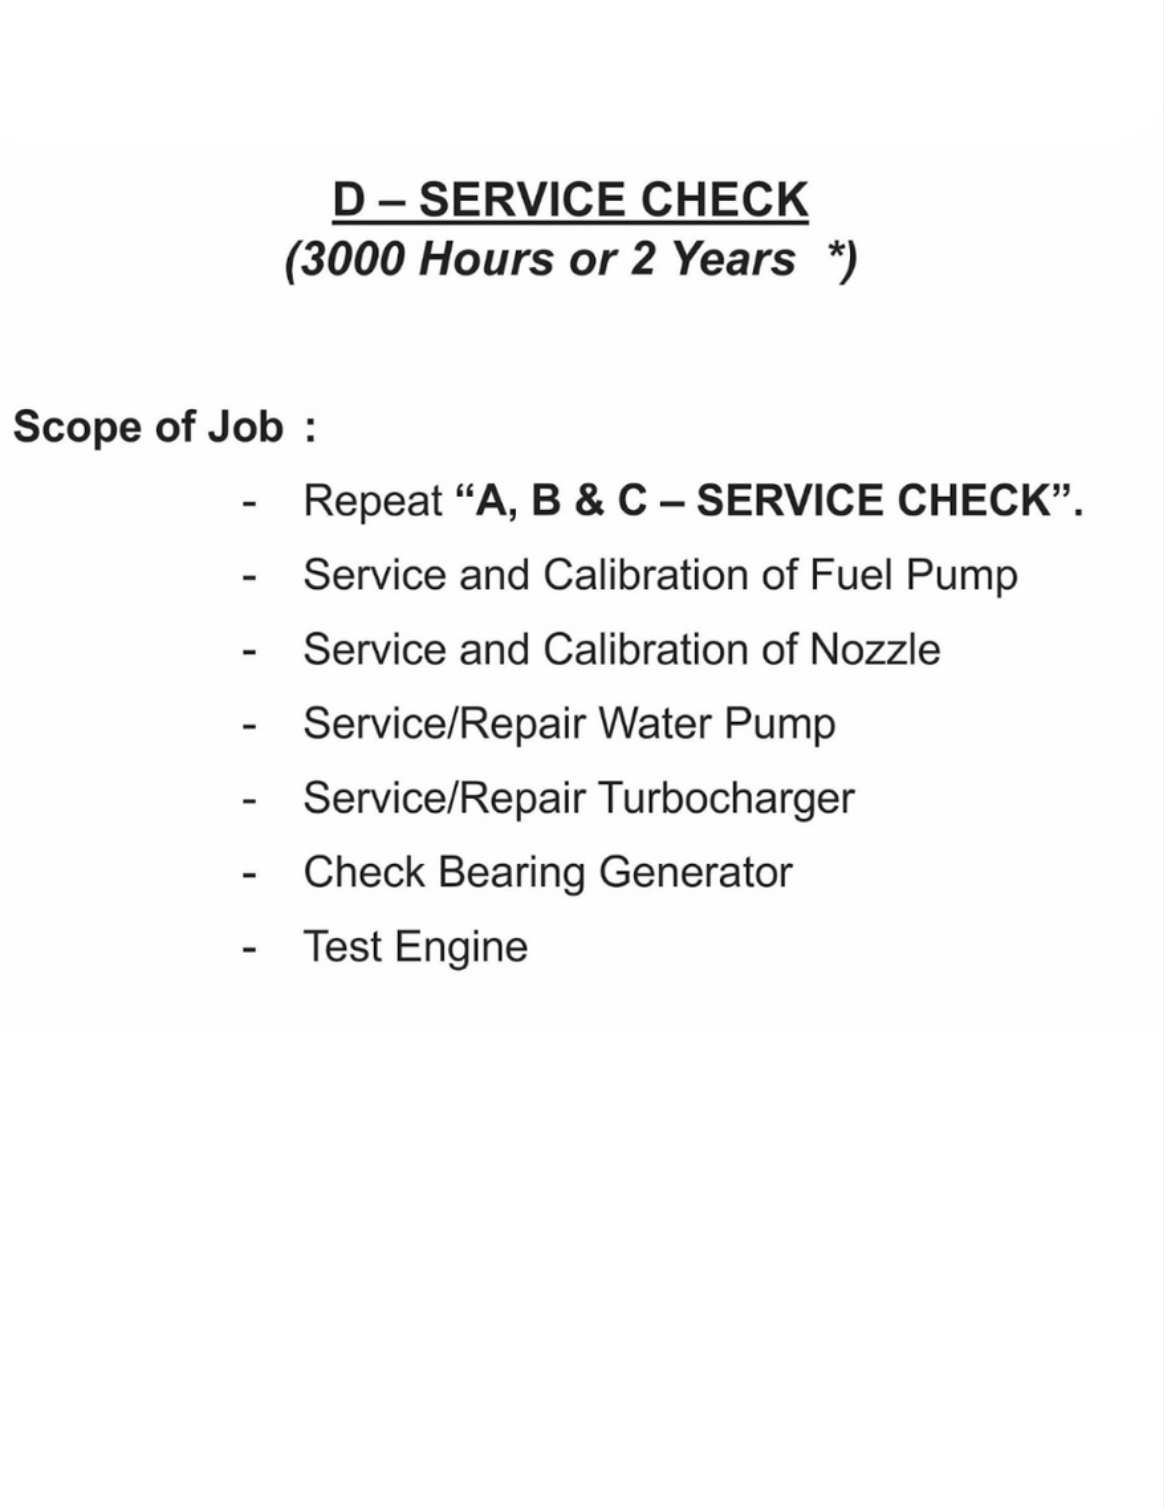 D – SERVICE CHECK
(3000 Hours or 2 Years *)
Scope of Job :
- Repeat “A, B & C – SERVICE CHECK”.
- Service and Calibration of Fuel Pump
- Service and Calibration of Nozzle
- Service/Repair Water Pump
- Service/Repair Turbocharger
- Check Bearing Generator
- Test Engine